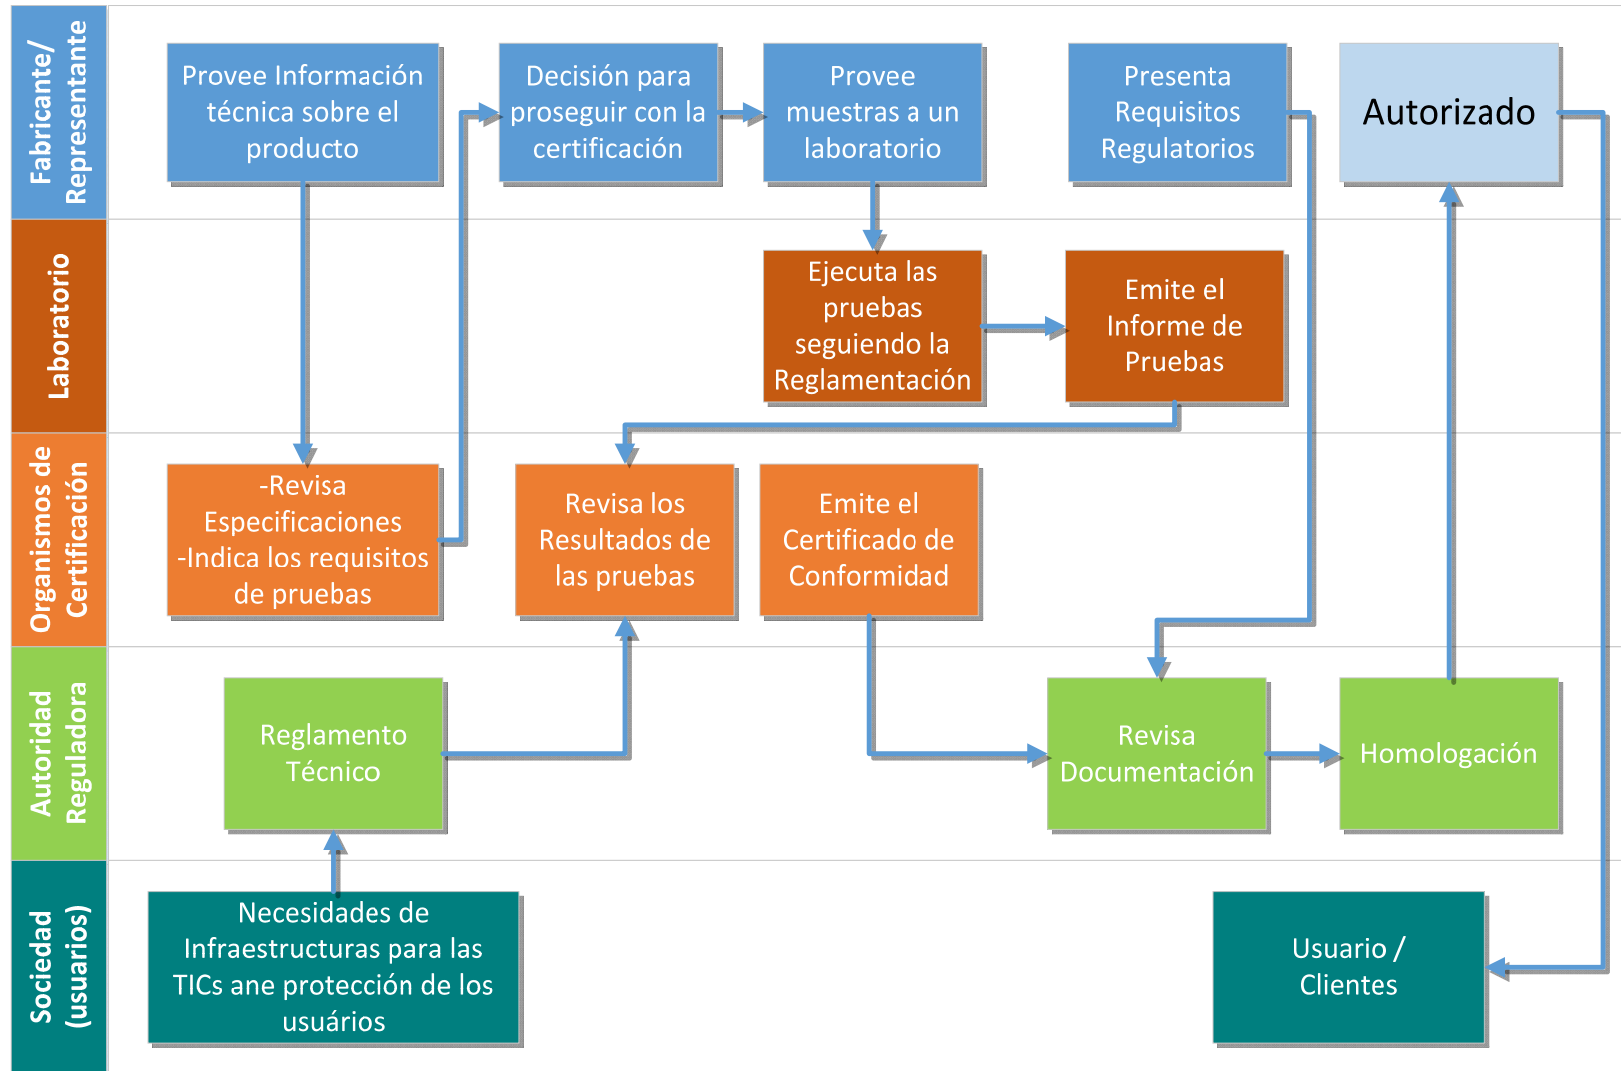 Fabricante/
Representante
Provee Información
técnica sobre el
producto
Decisión para
proseguir con la
certificación
Provee
muestras a un
laboratorio
Presenta
Requisitos
Regulatorios
Autorizado
Laboratorio
Ejecuta las
pruebas
seguiendo la
Reglamentación
Emite el
Informe de
Pruebas
Organismos de
Certificación
-Revisa
Especificaciones
-Indica los requisitos
de pruebas
Revisa los
Resultados de
las pruebas
Emite el
Certificado de
Conformidad
Autoridad
Reguladora
Reglamento
Técnico
Revisa
Documentación
Homologación
Sociedad
(usuarios)
Necesidades de
Infraestructuras para las
TICs ane protección de los
usuários
Usuario /
Clientes